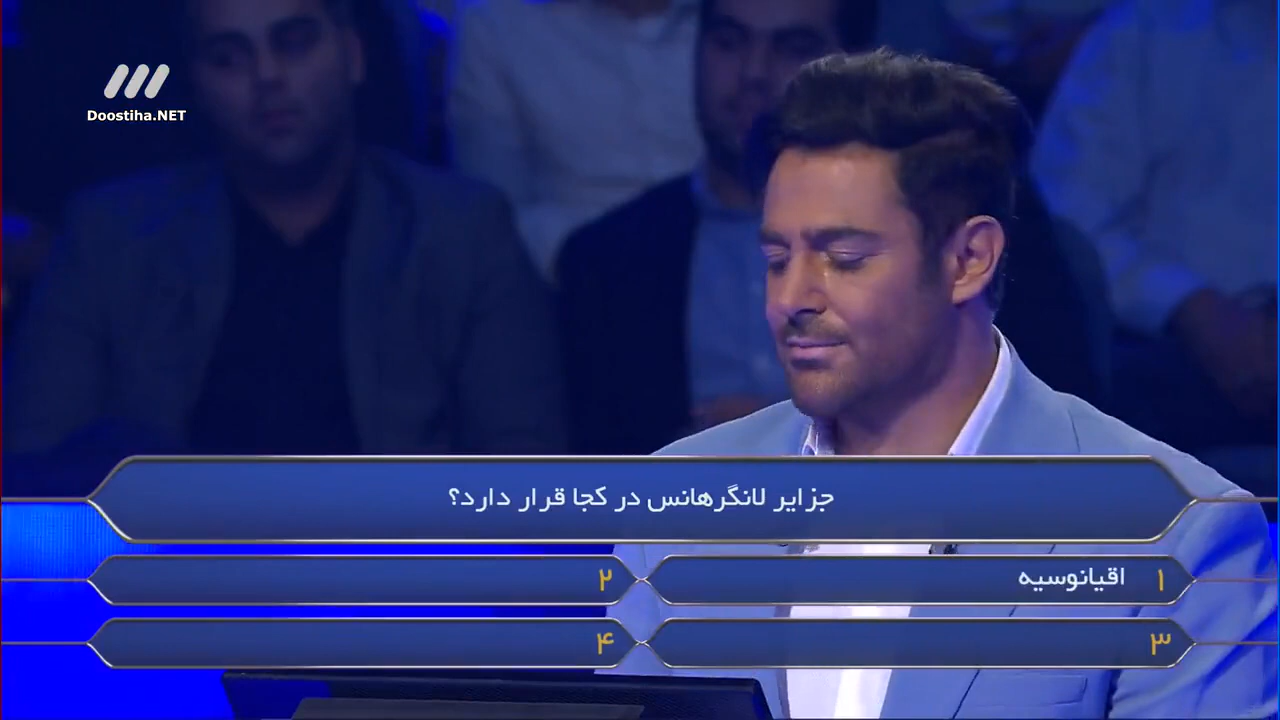 Doostiha.NET
جزایر لانگرهانس در کجا قرار دارد؟
۱ اقیانوسیه
۲
۳
۴